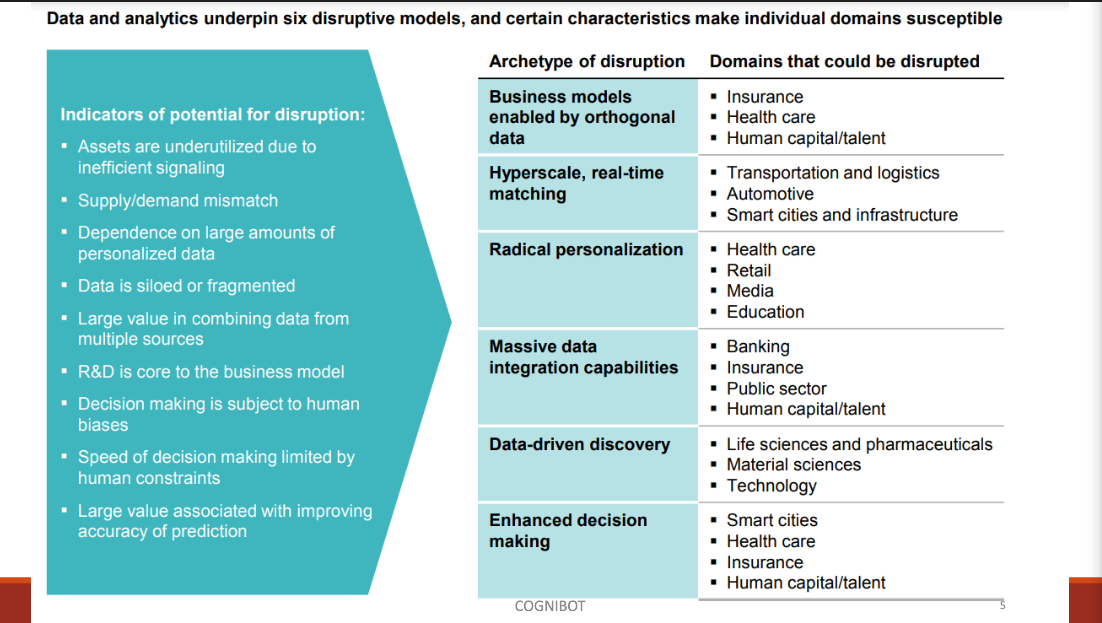 Data and analytics underpin six disruptive models, and certain characteristics make individual domains susceptible
Indicators of potential for disruption:
▪ Assets are underutilized due to
inefficient signaling
▪ Supply/demand mismatch
▪ Dependence on large amounts of
personalized data
▪ Data is siloed or fragmented
▪ Large value in combining data from
multiple sources
▪ R&D is core to the business model
▪ Decision making is subject to human
biases
▪ Speed of decision making limited by
human constraints
▪ Large value associated with improving
accuracy of prediction
Archetype of disruption
Domains that could be disrupted
Business models
enabled by orthogonal
data
▪ Insurance
▪ Health care
▪ Human capital/talent
Hyperscale, real-time
matching
▪ Transportation and logistics
▪ Automotive
▪ Smart cities and infrastructure
Radical personalization
▪ Health care
▪ Retail
▪ Media
▪ Education
Massive data
integration capabilities
▪ Banking
▪ Insurance
▪ Public sector
▪ Human capital/talent
Data-driven discovery
▪ Life sciences and pharmaceuticals
▪ Material sciences
▪ Technology
Enhanced decision
making
▪ Smart cities
▪ Health care
▪ Insurance
▪ Human capital/talent
COGNIBOT
5